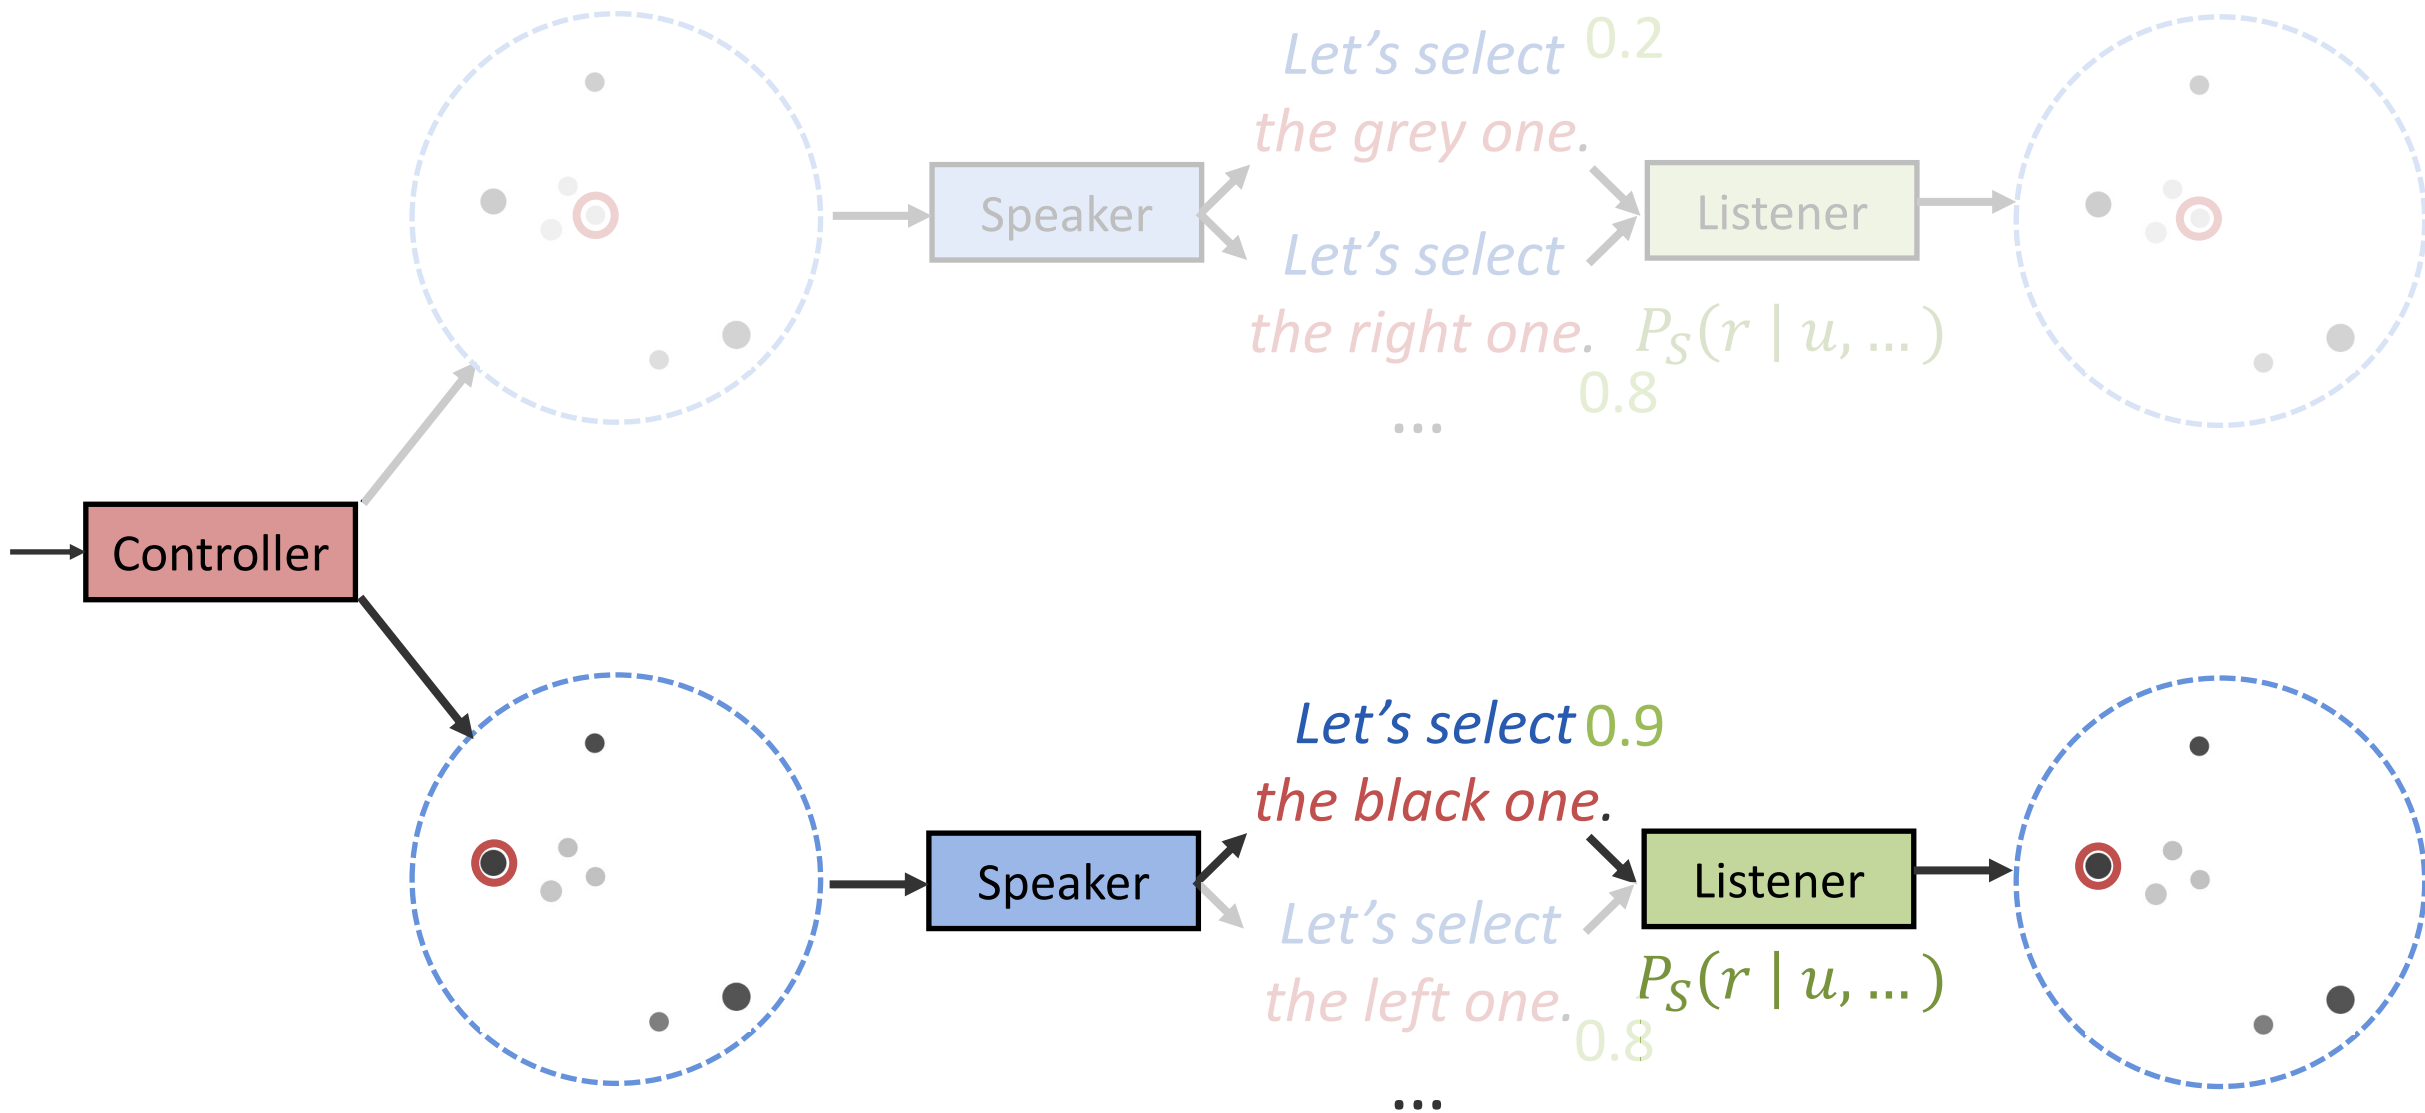 Let's select 0.2
the grey one.
Speaker
Listener
Let's select
the right one.
P_S(r | u, ... )
0.8
...
Controller
Let's select 0.9
the black one.
Speaker
Listener
Let's select
the left one.
P_S(r | u, ... )
0.8
...